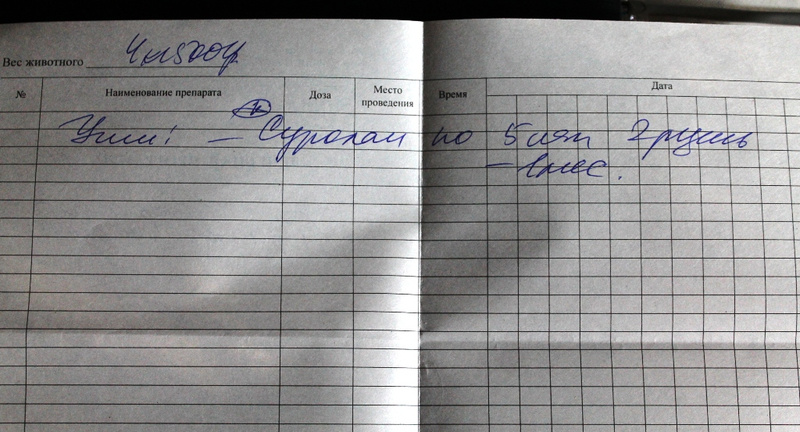 Вес животного 4кг500гр
№ Наименование препарата Доза Место проведения Время Дата
Уши! - Суролан по 5 кап 2 р день
- 1 мес.